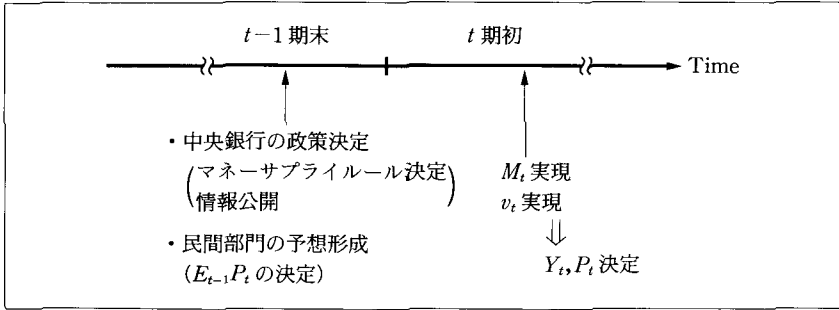 t−1 期末
t 期初
Time
・中央銀行の政策決定
(マネーサプライルール決定
情報公開)
・民間部門の予想形成
(E_{t−1}P_t の決定)
M_t 実現
v_t 実現
⇓
Y_t, P_t 決定